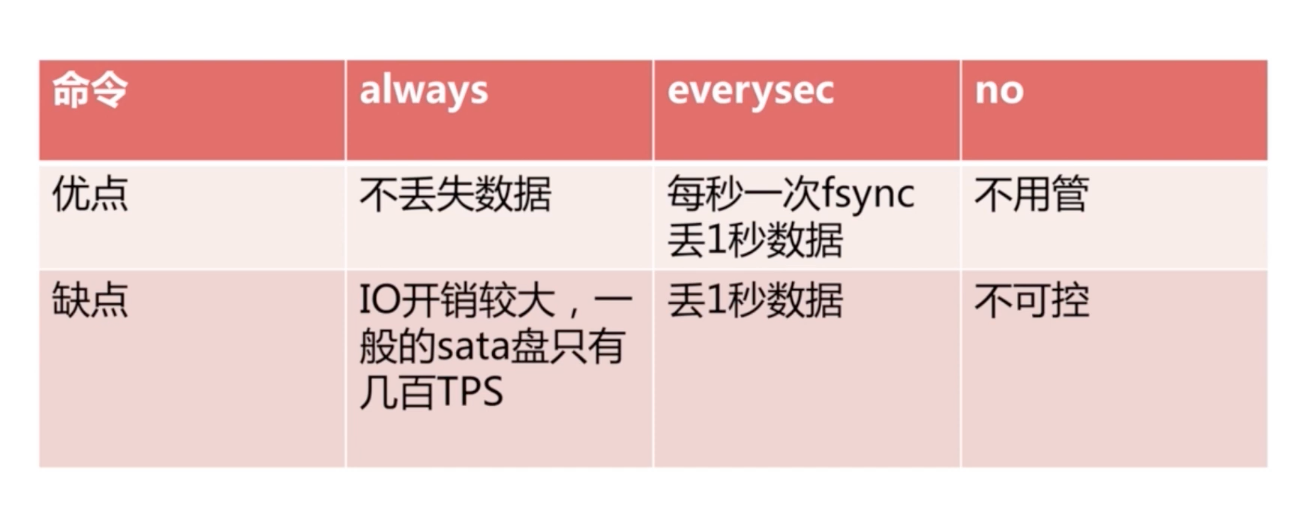 命令 always everysec no
优点 不丢失数据 每秒一次fsync 不用管
丢1秒数据
缺点 IO开销较大，一 丢1秒数据 不可控
般的sata盘只有
几百TPS